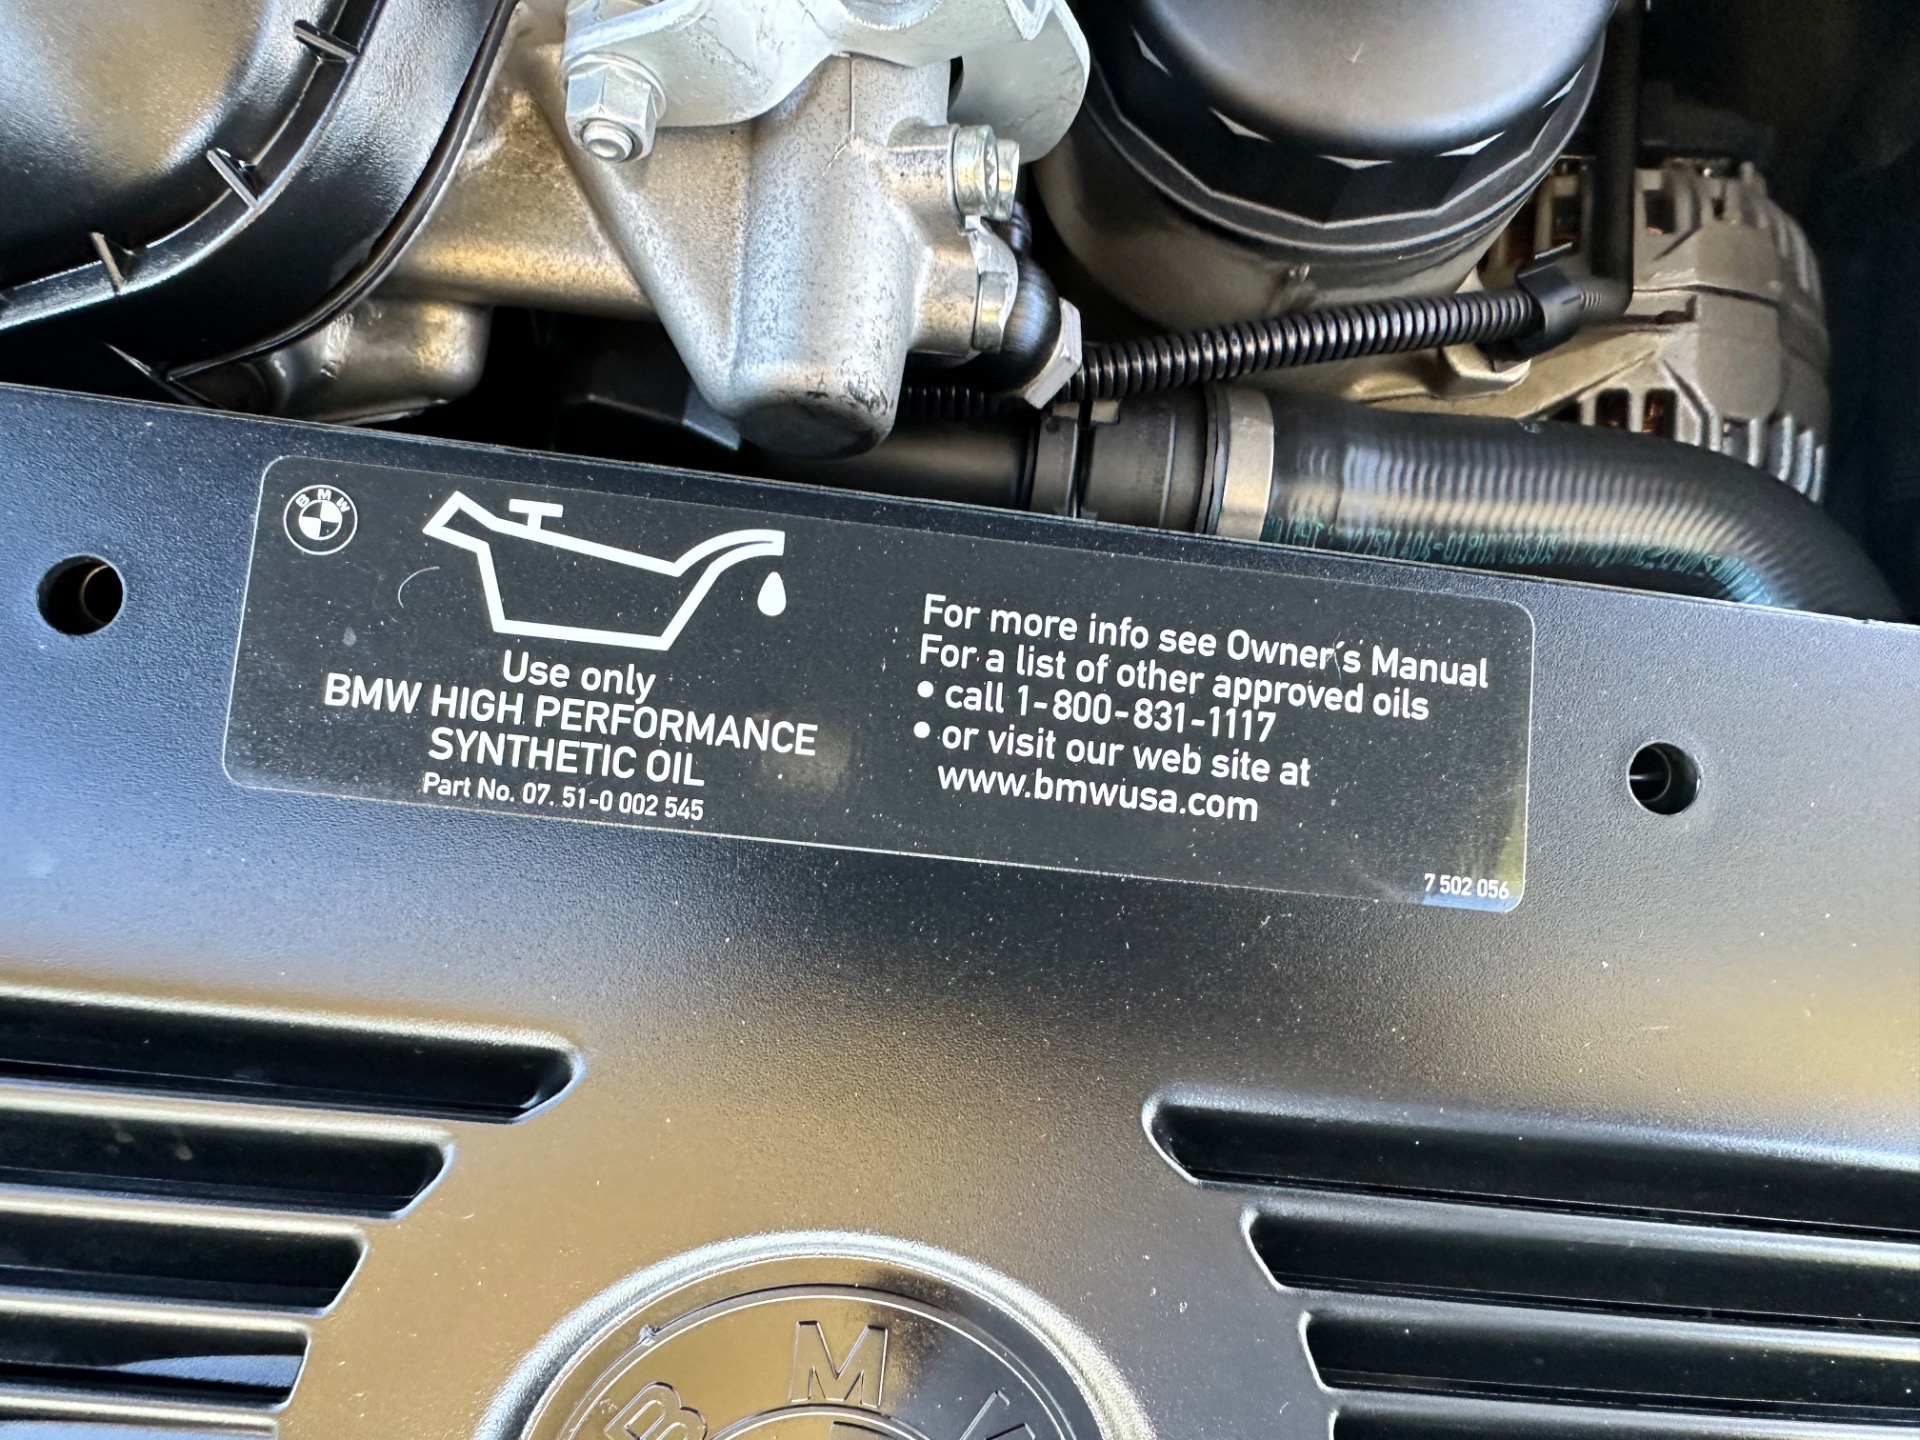 BMW
Use only
BMW HIGH PERFORMANCE
SYNTHETIC OIL
Part No. 07. 51-0 002 545
For more info see Owner´s Manual
For a list of other approved oils
• call 1-800-831-1117
• or visit our web site at
www.bmwusa.com
7 502 056
BMW